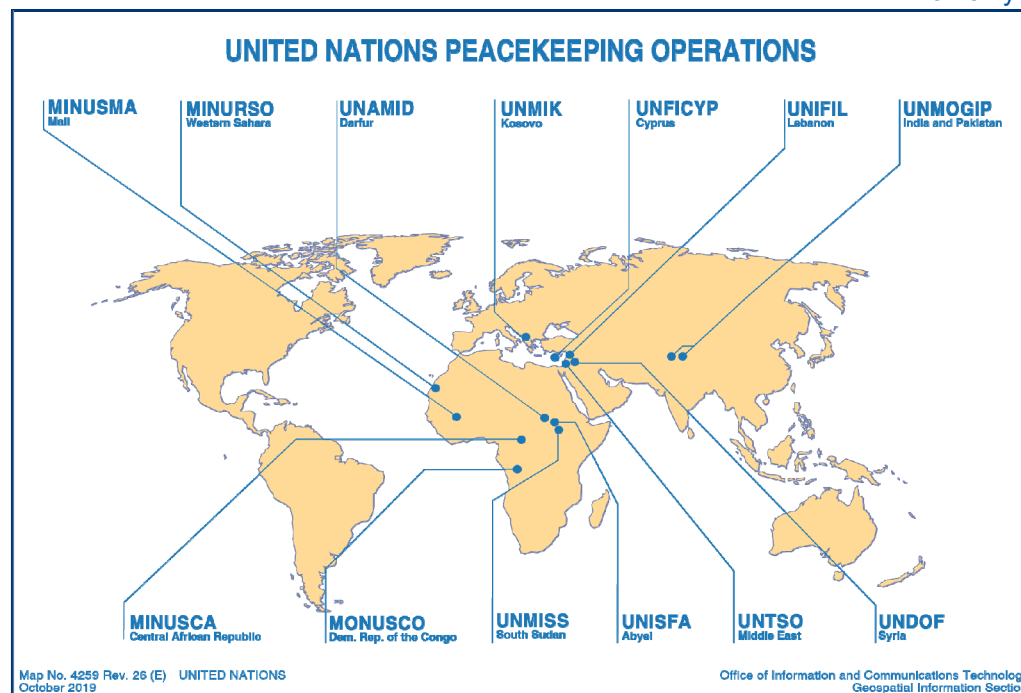 UNITED NATIONS PEACEKEEPING OPERATIONS
MINUSMA
Mali
MINURSO
Western Sahara
UNAMID
Darfur
UNMIK
Kosovo
UNFICYP
Cyprus
UNIFIL
Lebanon
UNMOGIP
India and Pakistan
MINUSCA
Central African Republic
MONUSCO
Dem. Rep. of the Congo
UNMISS
South Sudan
UNISFA
Abyei
UNTSO
Middle East
UNDOF
Syria
Map No. 4259 Rev. 26 (E) UNITED NATIONS
October 2019
Office of Information and Communications Technolog
Geospatial Information Sectio